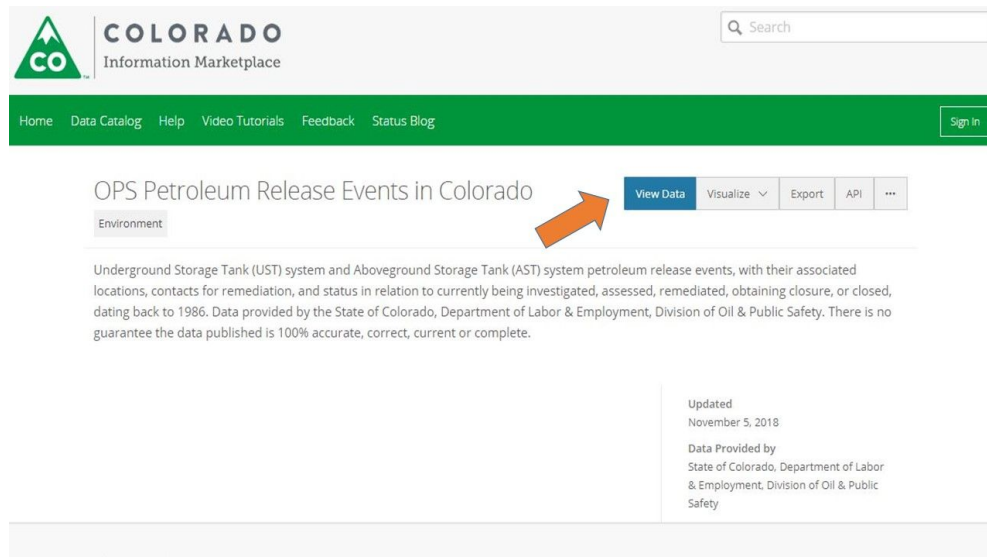 CO
COLORADO
Information Marketplace
Search
Home Data Catalog Help Video Tutorials Feedback Status Blog
Sign In
OPS Petroleum Release Events in Colorado
View Data Visualize Export API ...
Environment
Underground Storage Tank (UST) system and Aboveground Storage Tank (AST) system petroleum release events, with their associated
locations, contacts for remediation, and status in relation to currently being investigated, assessed, remediated, obtaining closure, or closed,
dating back to 1986. Data provided by the State of Colorado, Department of Labor & Employment, Division of Oil & Public Safety. There is no
guarantee the data published is 100% accurate, correct, current or complete.
Updated
November 5, 2018
Data Provided by
State of Colorado, Department of Labor
& Employment, Division of Oil & Public
Safety